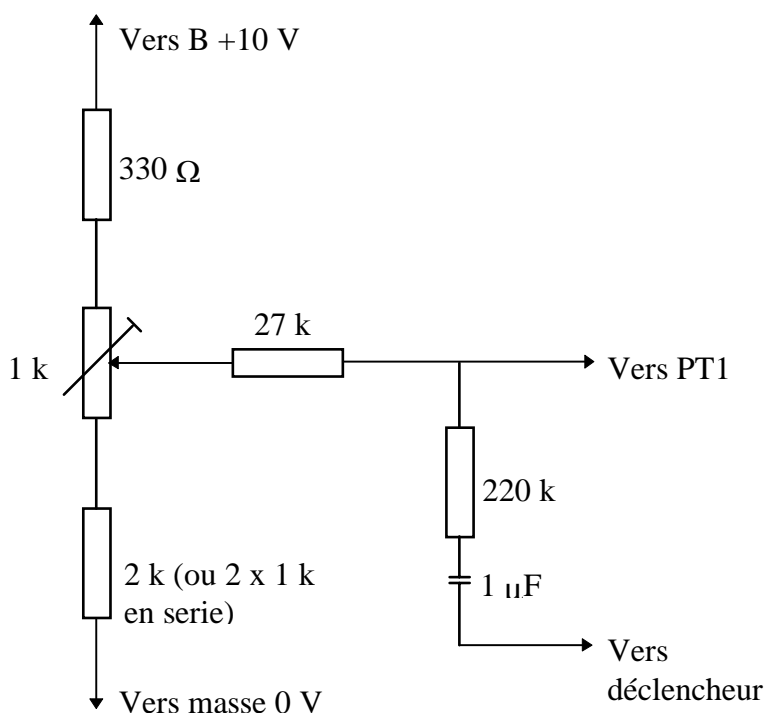 Vers B +10 V
330 Ω
27 k
1 k
Vers PT1
220 k
2 k (ou 2 x 1 k
en serie)
1 µF
Vers
déclencheur
Vers masse 0 V